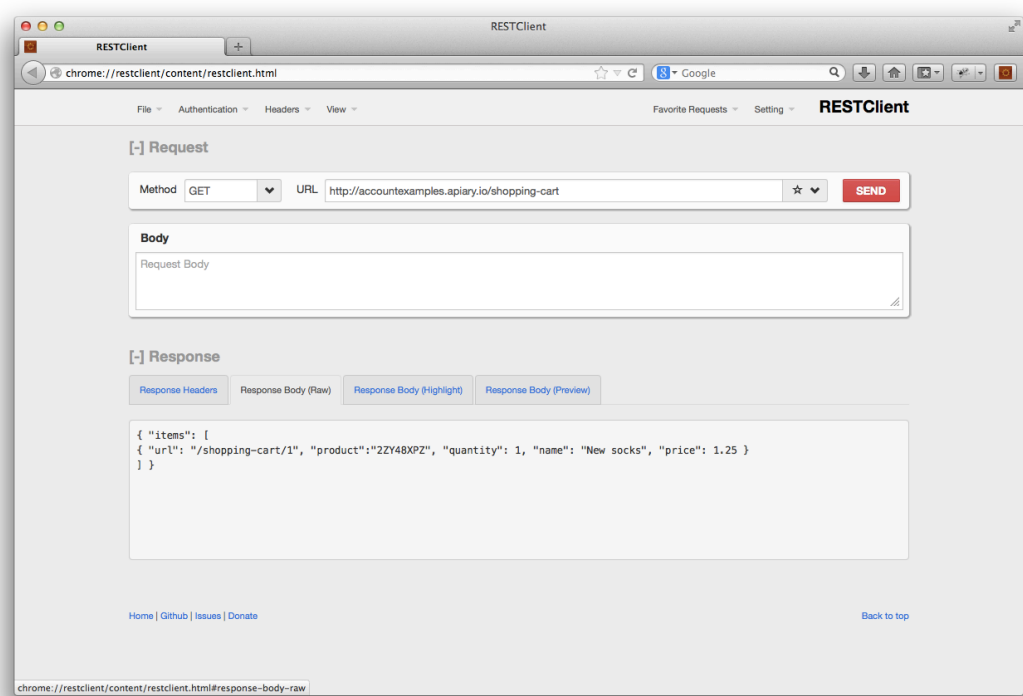 RESTClient
RESTClient
chrome://restclient/content/restclient.html
8 Google
File Authentication Headers View Favorite Requests Setting RESTClient
[-] Request
Method GET URL http://accountexamples.apiary.io/shopping-cart SEND
Body
Request Body
[-] Response
Response Headers Response Body (Raw) Response Body (Highlight) Response Body (Preview)
{ "items": [
{ "url": "/shopping-cart/1", "product":"2ZY48XPZ", "quantity": 1, "name": "New socks", "price": 1.25 }
] }
Home | Github | Issues | Donate Back to top
chrome://restclient/content/restclient.html#response-body-raw